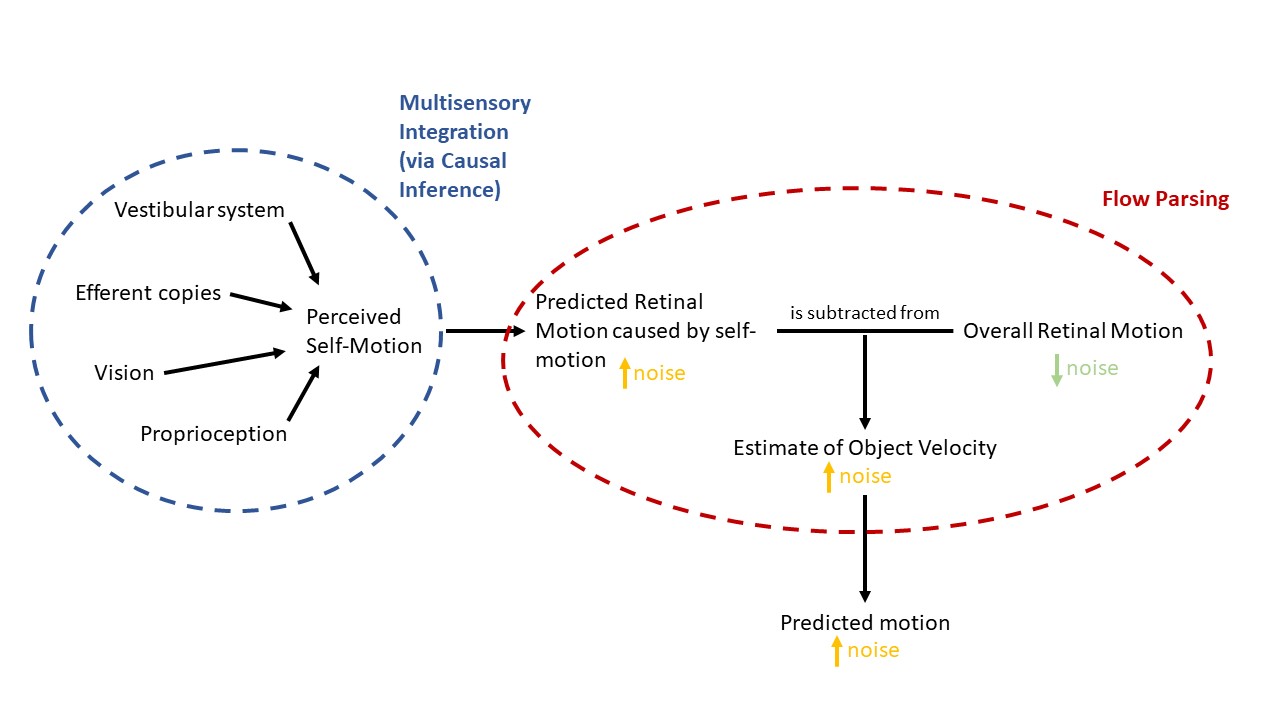 Multisensory
Integration
(via Causal
Inference)
Flow Parsing
Vestibular system
Efferent copies
Vision
Proprioception
Perceived
Self-Motion
Predicted Retinal
Motion caused by self-
motion
noise
is subtracted from
Overall Retinal Motion
noise
Estimate of Object Velocity
noise
Predicted motion
noise